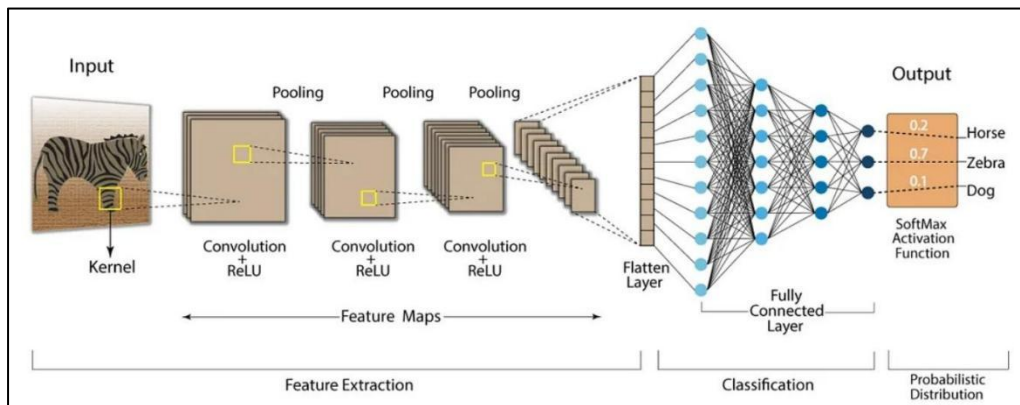 Input
Kernel
Pooling
Pooling
Pooling
Convolution
+
ReLU
Convolution
+
ReLU
Convolution
+
ReLU
Feature Maps
Flatten
Layer
Fully
Connected
Layer
Output
0.2
Horse
0.7
Zebra
0.1
Dog
SoftMax
Activation
Function
Feature Extraction
Classification
Probabilistic
Distribution